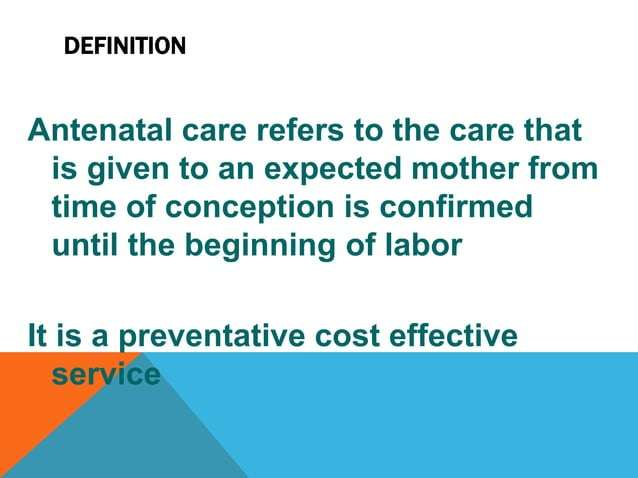 DEFINITION
Antenatal care refers to the care that
is given to an expected mother from
time of conception is confirmed
until the beginning of labor
It is a preventative cost effective
service